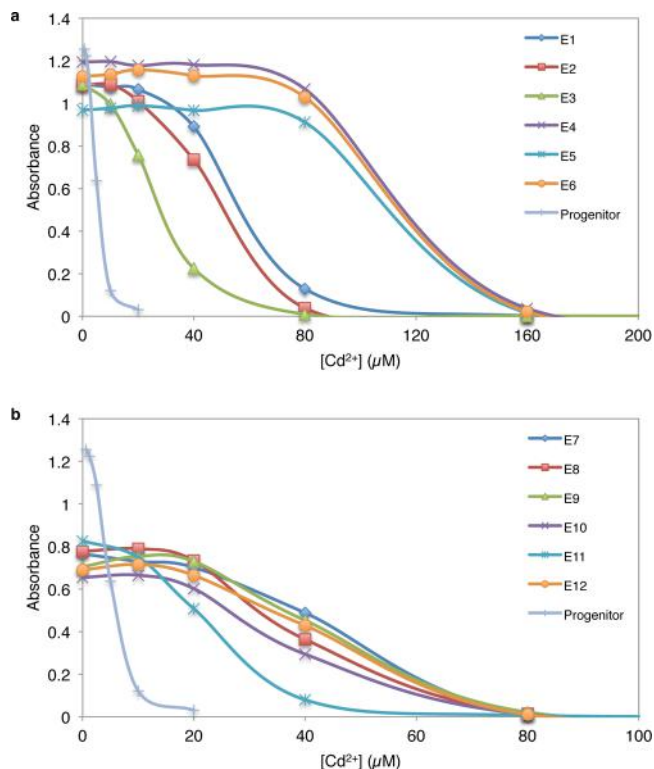 a
1.4
1.2
1
0.8
0.6
0.4
0.2
0
Absorbance
0 40 80 120 160 200
[Cd²⁺] (µM)
E1
E2
E3
E4
E5
E6
Progenitor
b
1.4
1.2
1
0.8
0.6
0.4
0.2
0
Absorbance
0 20 40 60 80 100
[Cd²⁺] (µM)
E7
E8
E9
E10
E11
E12
Progenitor